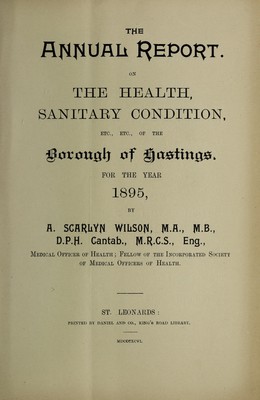 THE
ANNUAL REPORT.
ON
THE HEALTH,
SANITARY CONDITION,
ETC., ETC., OF THE
Borough of Hastings.
FOR THE YEAR
1895,
BY
A. SCARLYN WILSON, M.A., M.B.,
D.P.H. Cantab., M.R.C.S., Eng.,
MEDICAL OFFICER OF HEALTH; FELLOW OF THE INCORPORATED SOCIETY
OF MEDICAL OFFICERS OF HEALTH.
ST. LEONARDS:
PRINTED BY DANIEL AND CO., KING'S ROAD LIBRARY.
MDCCCXCVI.